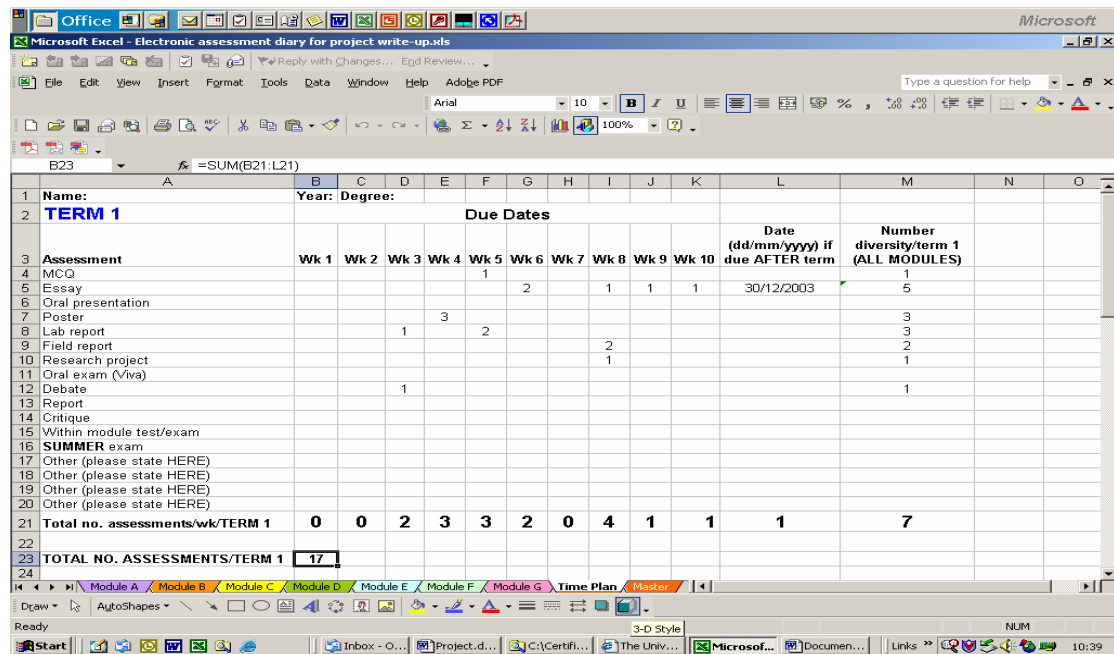 Office Microsoft
Microsoft Excel - Electronic assessment diary for project write-up.xls
Reply with Changes... End Review...
File Edit View Insert Format Tools Data Window Help Adobe PDF Type a question for help
Arial 10 B I U % ,
100%
B23 fx =SUM(B21:L21)
A B C D E F G H I J K L M N O
1 Name: Year: Degree:
2 TERM 1 Due Dates
3 Assessment Wk 1 Wk 2 Wk 3 Wk 4 Wk 5 Wk 6 Wk 7 Wk 8 Wk 9 Wk 10 Date (dd/mm/yyyy) if due AFTER term Number diversity/term 1 (ALL MODULES)
4 MCQ 1 1
5 Essay 2 1 1 1 30/12/2003 5
6 Oral presentation
7 Poster 3 3
8 Lab report 1 2 3
9 Field report 2 2
10 Research project 1 1
11 Oral exam (Viva)
12 Debate 1 1
13 Report
14 Critique
15 Within module test/exam
16 SUMMER exam
17 Other (please state HERE)
18 Other (please state HERE)
19 Other (please state HERE)
20 Other (please state HERE)
21 Total no. assessments/wk/TERM 1 0 0 2 3 3 2 0 4 1 1 1 7
22
23 TOTAL NO. ASSESSMENTS/TERM 1 17
24
Module A Module B Module C Module D Module E Module F Module G Time Plan Master
Draw AutoShapes
Ready 3-D Style NUM
Start Inbox - O... Project.d... C:\Certifi... The Univ... Microsof... Documen... Links » 10:39